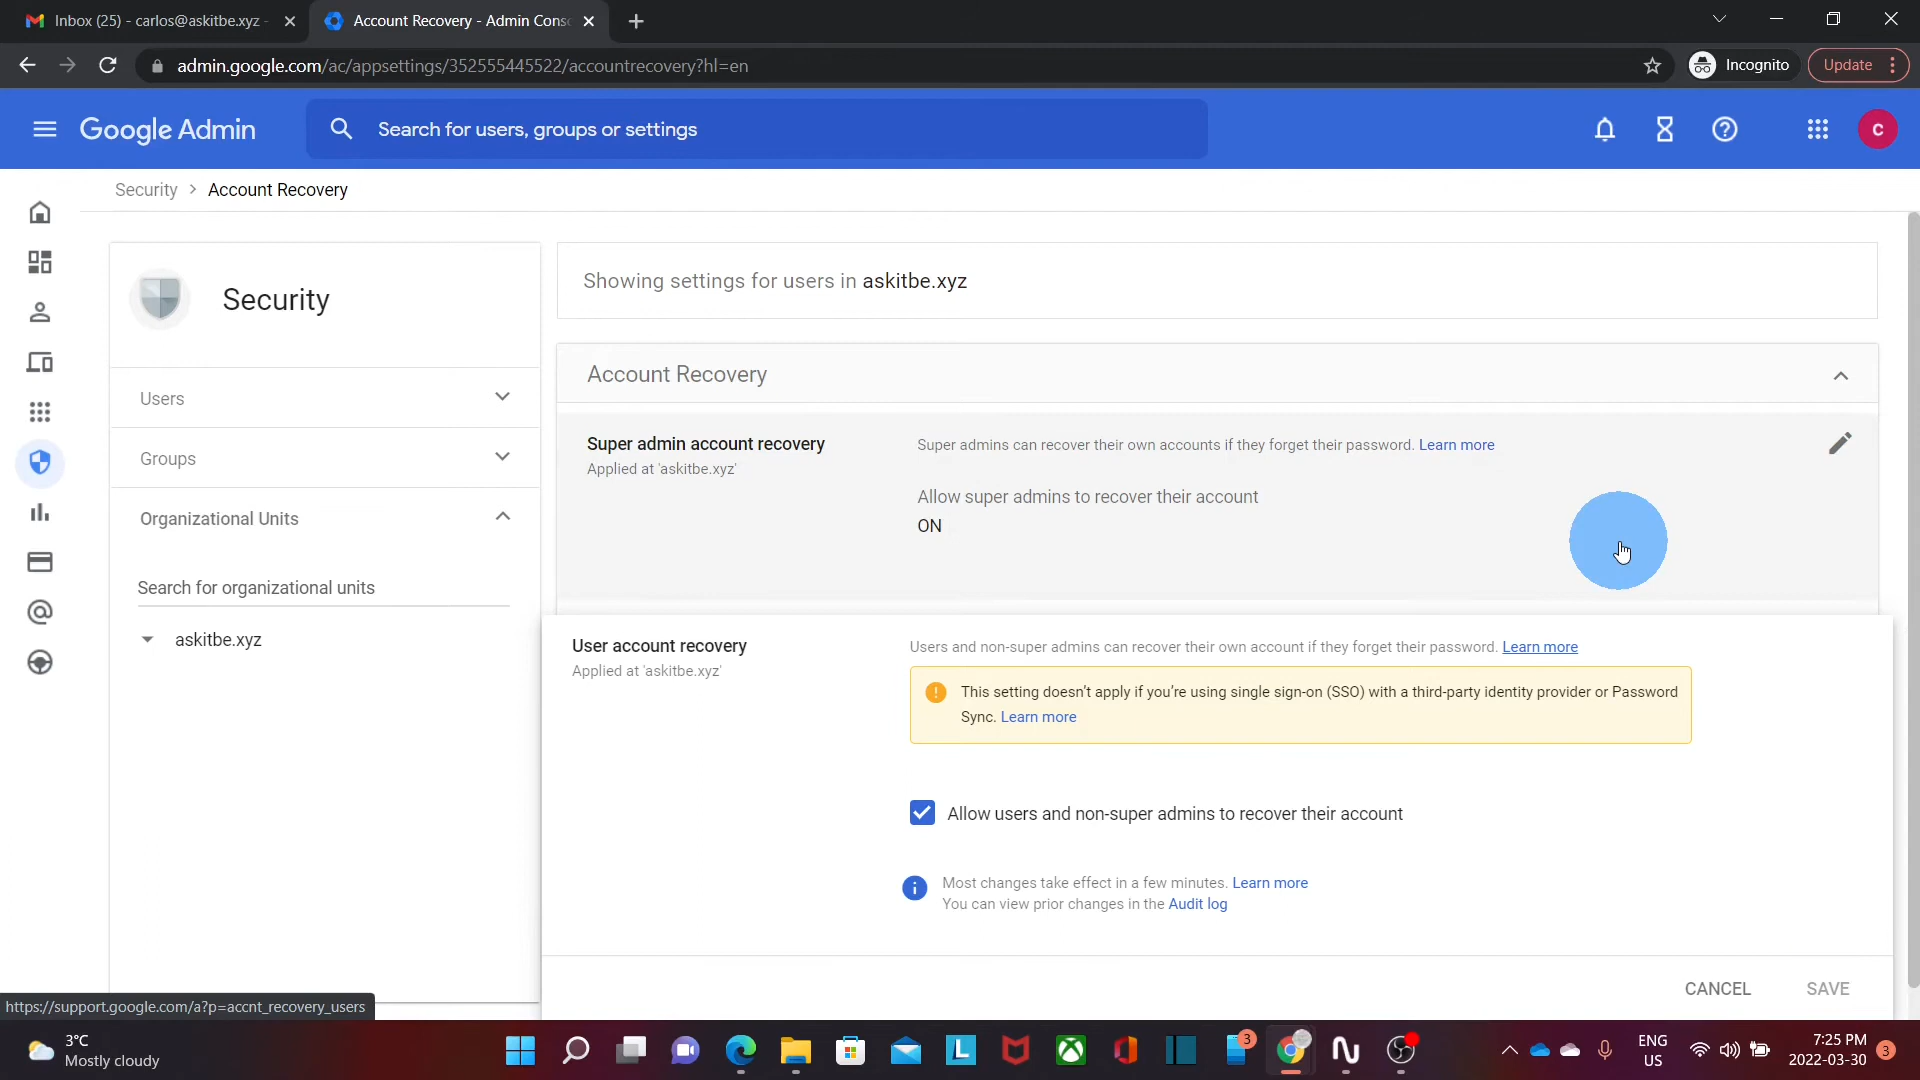 Inbox (25) - carlos@askitbe.xyz -
Account Recovery - Admin Conso
admin.google.com/ac/appsettings/352555445522/accountrecovery?hl=en
Incognito
Update
Google Admin
Search for users, groups or settings
c
Security > Account Recovery
Security
Showing settings for users in askitbe.xyz
Users
Groups
Organizational Units
Search for organizational units
askitbe.xyz
Account Recovery
Super admin account recovery
Applied at 'askitbe.xyz'
Super admins can recover their own accounts if they forget their password. Learn more
Allow super admins to recover their account
ON
User account recovery
Applied at 'askitbe.xyz'
Users and non-super admins can recover their own account if they forget their password. Learn more
This setting doesn't apply if you're using single sign-on (SSO) with a third-party identity provider or Password
Sync. Learn more
Allow users and non-super admins to recover their account
Most changes take effect in a few minutes. Learn more
You can view prior changes in the Audit log
CANCEL
SAVE
https://support.google.com/a?p=accnt_recovery_users
3°C
Mostly cloudy
L
3
ENG
US
7:25 PM
2022-03-30
3